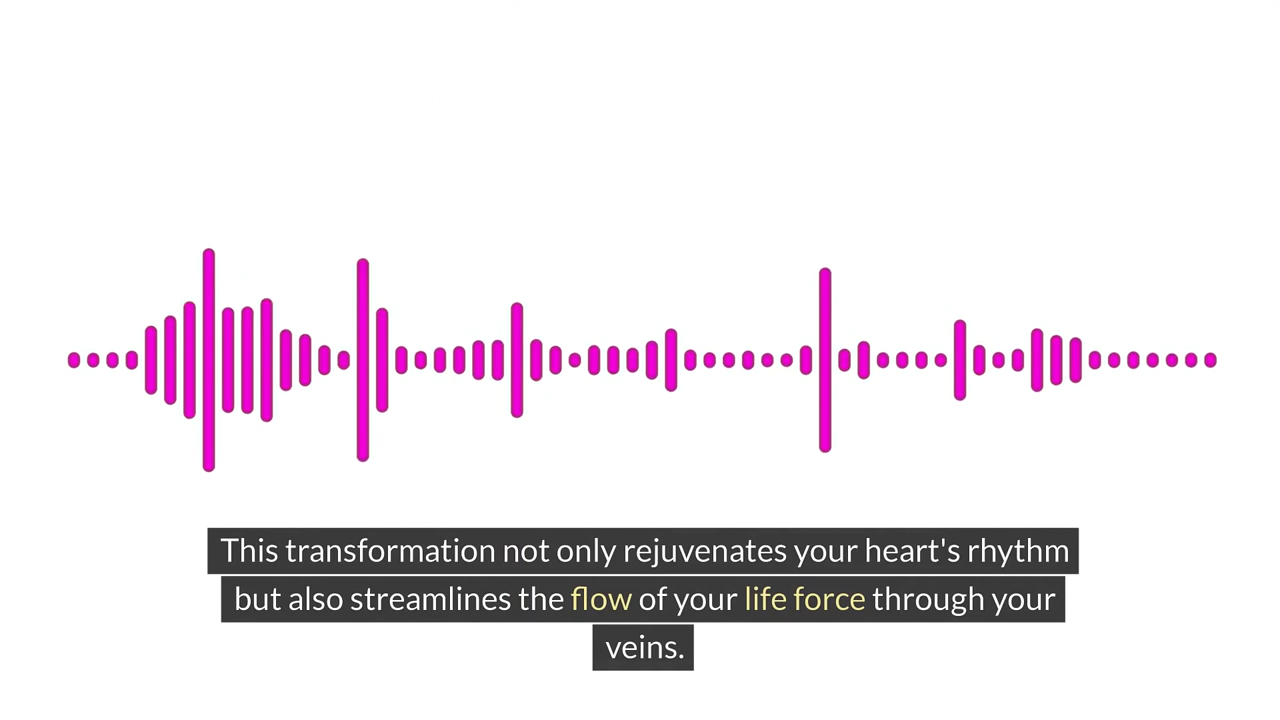 This transformation not only rejuvenates your heart's rhythm
but also streamlines the flow of your life force through your
veins.